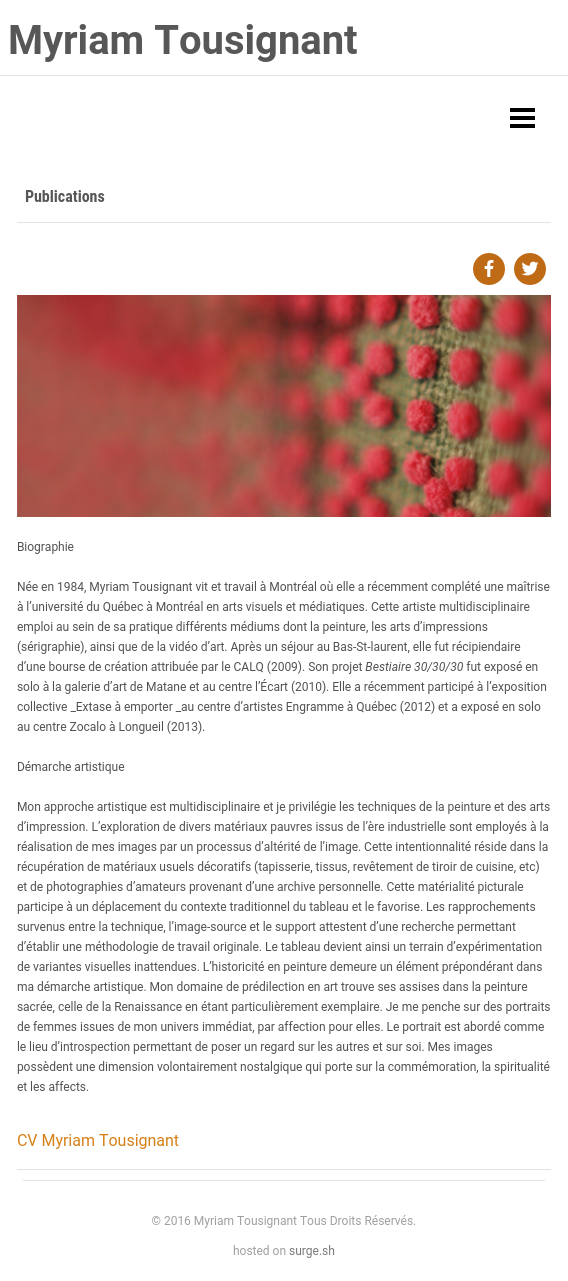 Myriam Tousignant
Publications
Biographie
Née en 1984, Myriam Tousignant vit et travail à Montréal où elle a récemment complété une maîtrise
à l’université du Québec à Montréal en arts visuels et médiatiques. Cette artiste multidisciplinaire
emploi au sein de sa pratique différents médiums dont la peinture, les arts d’impressions
(sérigraphie), ainsi que de la vidéo d’art. Après un séjour au Bas-St-laurent, elle fut récipiendaire
d’une bourse de création attribuée par le CALQ (2009). Son projet Bestiaire 30/30/30 fut exposé en
solo à la galerie d’art de Matane et au centre l’Écart (2010). Elle a récemment participé à l’exposition
collective _Extase à emporter _au centre d’artistes Engramme à Québec (2012) et a exposé en solo
au centre Zocalo à Longueil (2013).
Démarche artistique
Mon approche artistique est multidisciplinaire et je privilégie les techniques de la peinture et des arts
d’impression. L’exploration de divers matériaux pauvres issus de l’ère industrielle sont employés à la
réalisation de mes images par un processus d’altérité de l’image. Cette intentionnalité réside dans la
récupération de matériaux usuels décoratifs (tapisserie, tissus, revêtement de tiroir de cuisine, etc)
et de photographies d’amateurs provenant d’une archive personnelle. Cette matérialité picturale
participe à un déplacement du contexte traditionnel du tableau et le favorise. Les rapprochements
survenus entre la technique, l’image-source et le support attestent d’une recherche permettant
d’établir une méthodologie de travail originale. Le tableau devient ainsi un terrain d’expérimentation
de variantes visuelles inattendues. L’historicité en peinture demeure un élément prépondérant dans
ma démarche artistique. Mon domaine de prédilection en art trouve ses assises dans la peinture
sacrée, celle de la Renaissance en étant particulièrement exemplaire. Je me penche sur des portraits
de femmes issues de mon univers immédiat, par affection pour elles. Le portrait est abordé comme
le lieu d’introspection permettant de poser un regard sur les autres et sur soi. Mes images
possèdent une dimension volontairement nostalgique qui porte sur la commémoration, la spiritualité
et les affects.
CV Myriam Tousignant
© 2016 Myriam Tousignant Tous Droits Réservés.
hosted on surge.sh